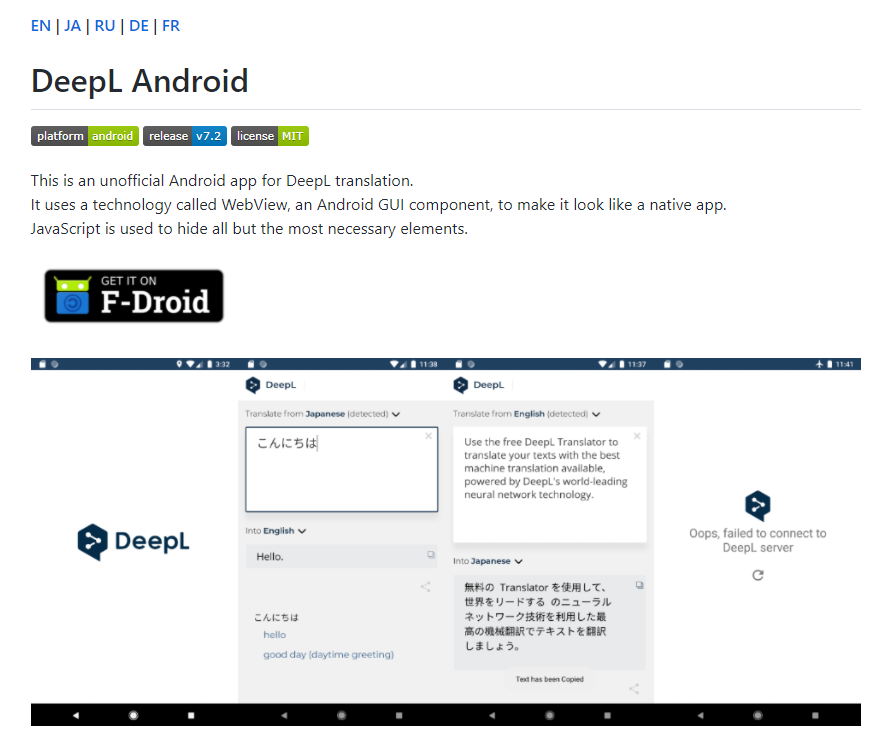 EN | JA | RU | DE | FR
DeepL Android
platform android release v7.2 license MIT
This is an unofficial Android app for DeepL translation.
It uses a technology called WebView, an Android GUI component, to make it look like a native app.
JavaScript is used to hide all but the most necessary elements.
GET IT ON
F-Droid
3:32
DeepL
11:38
DeepL
Translate from Japanese (detected)
こんにちは
Into English
Hello.
こんにちは
hello
good day (daytime greeting)
11:37
DeepL
Translate from English (detected)
Use the free DeepL Translator to
translate your texts with the best
machine translation available,
powered by DeepL's world-leading
neural network technology.
Into Japanese
無料の Translator を使用して、
世界をリードする のニューラル
ネットワーク技術を利用した最
高の機械翻訳でテキストを翻訳
しましょう。
Text has been Copied
11:41
Oops, failed to connect to
DeepL server